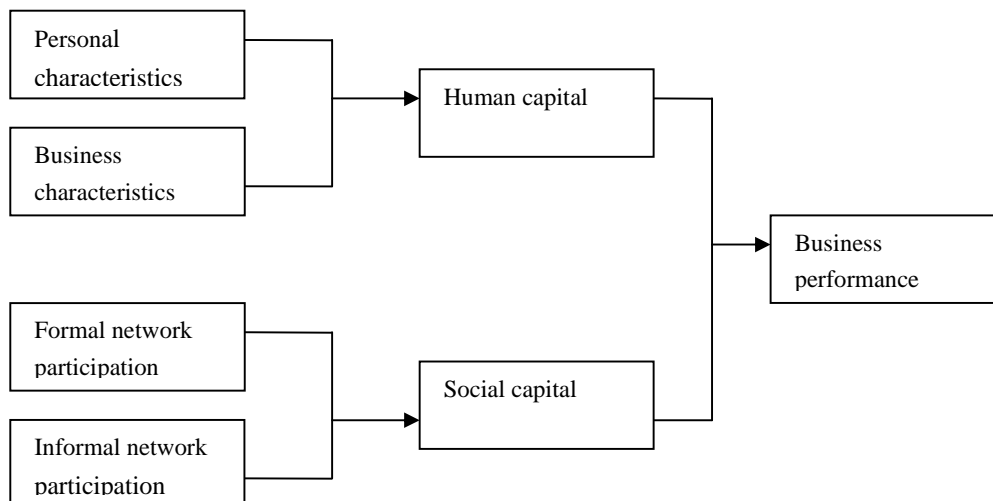 Personal
characteristics
Human capital
Business
characteristics
Business
performance
Formal network
participation
Social capital
Informal network
participation